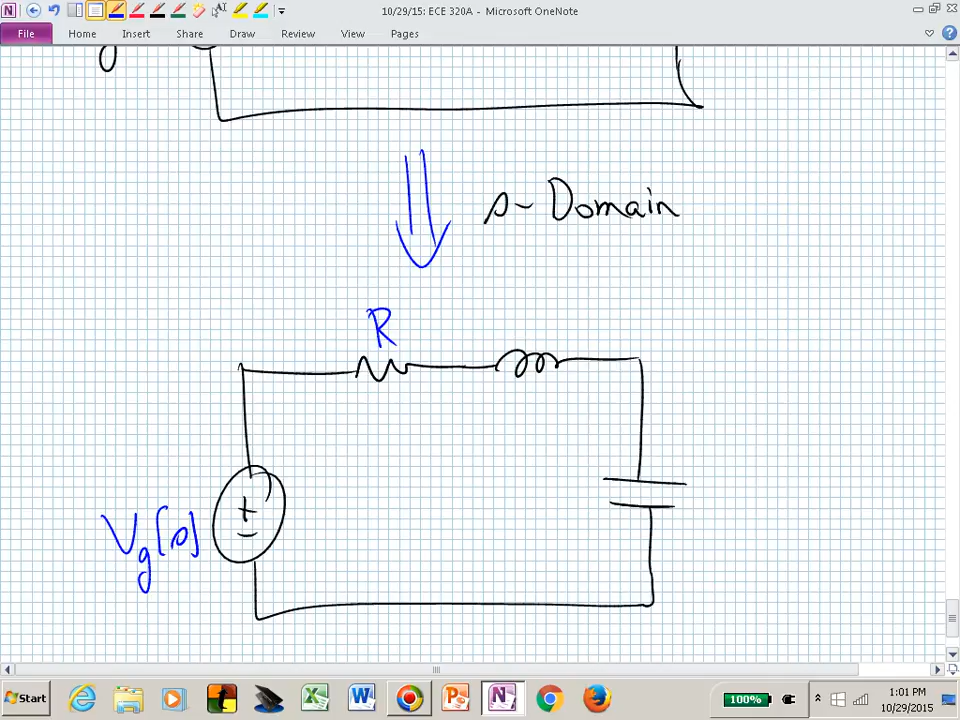 10/29/15: ECE 320A - Microsoft OneNote
File Home Insert Share Draw Review View Pages
g
s-Domain
R
+
Vg(s)
−
Start
100%
1:01 PM
10/29/2015